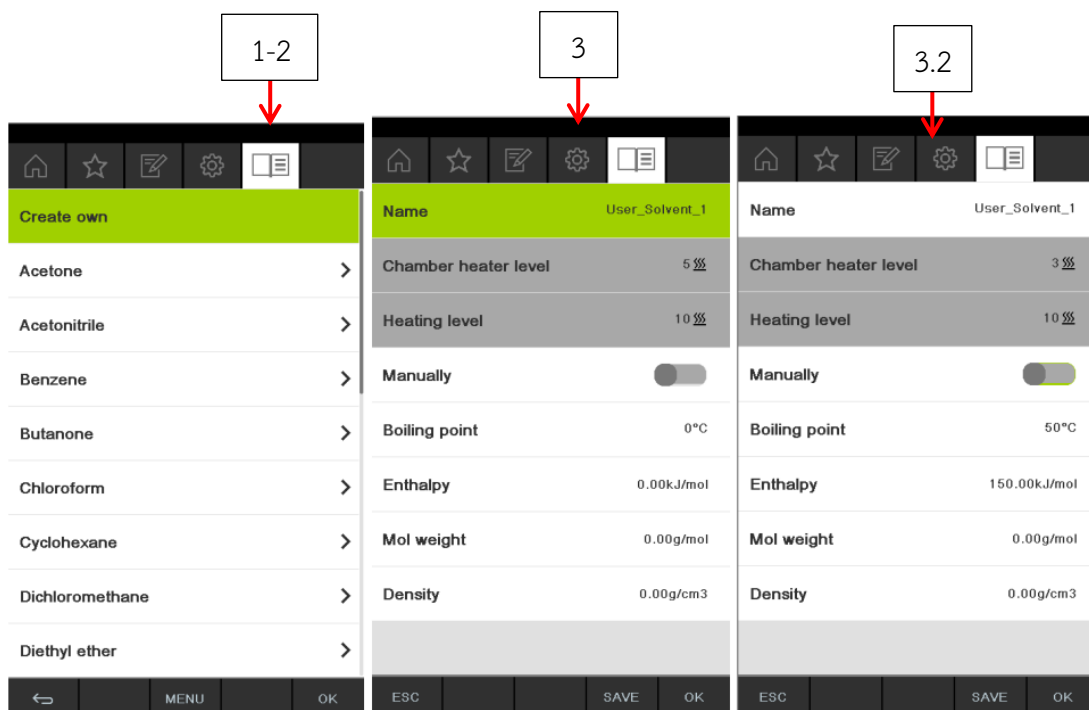 1-2
3
3.2
Create own
Acetone
Acetonitrile
Benzene
Butanone
Chloroform
Cyclohexane
Dichloromethane
Diethyl ether
MENU OK
Name User_Solvent_1
Chamber heater level 5
Heating level 10
Manually
Boiling point 0°C
Enthalpy 0.00kJ/mol
Mol weight 0.00g/mol
Density 0.00g/cm3
ESC SAVE OK
Name User_Solvent_1
Chamber heater level 3
Heating level 10
Manually
Boiling point 50°C
Enthalpy 150.00kJ/mol
Mol weight 0.00g/mol
Density 0.00g/cm3
ESC SAVE OK